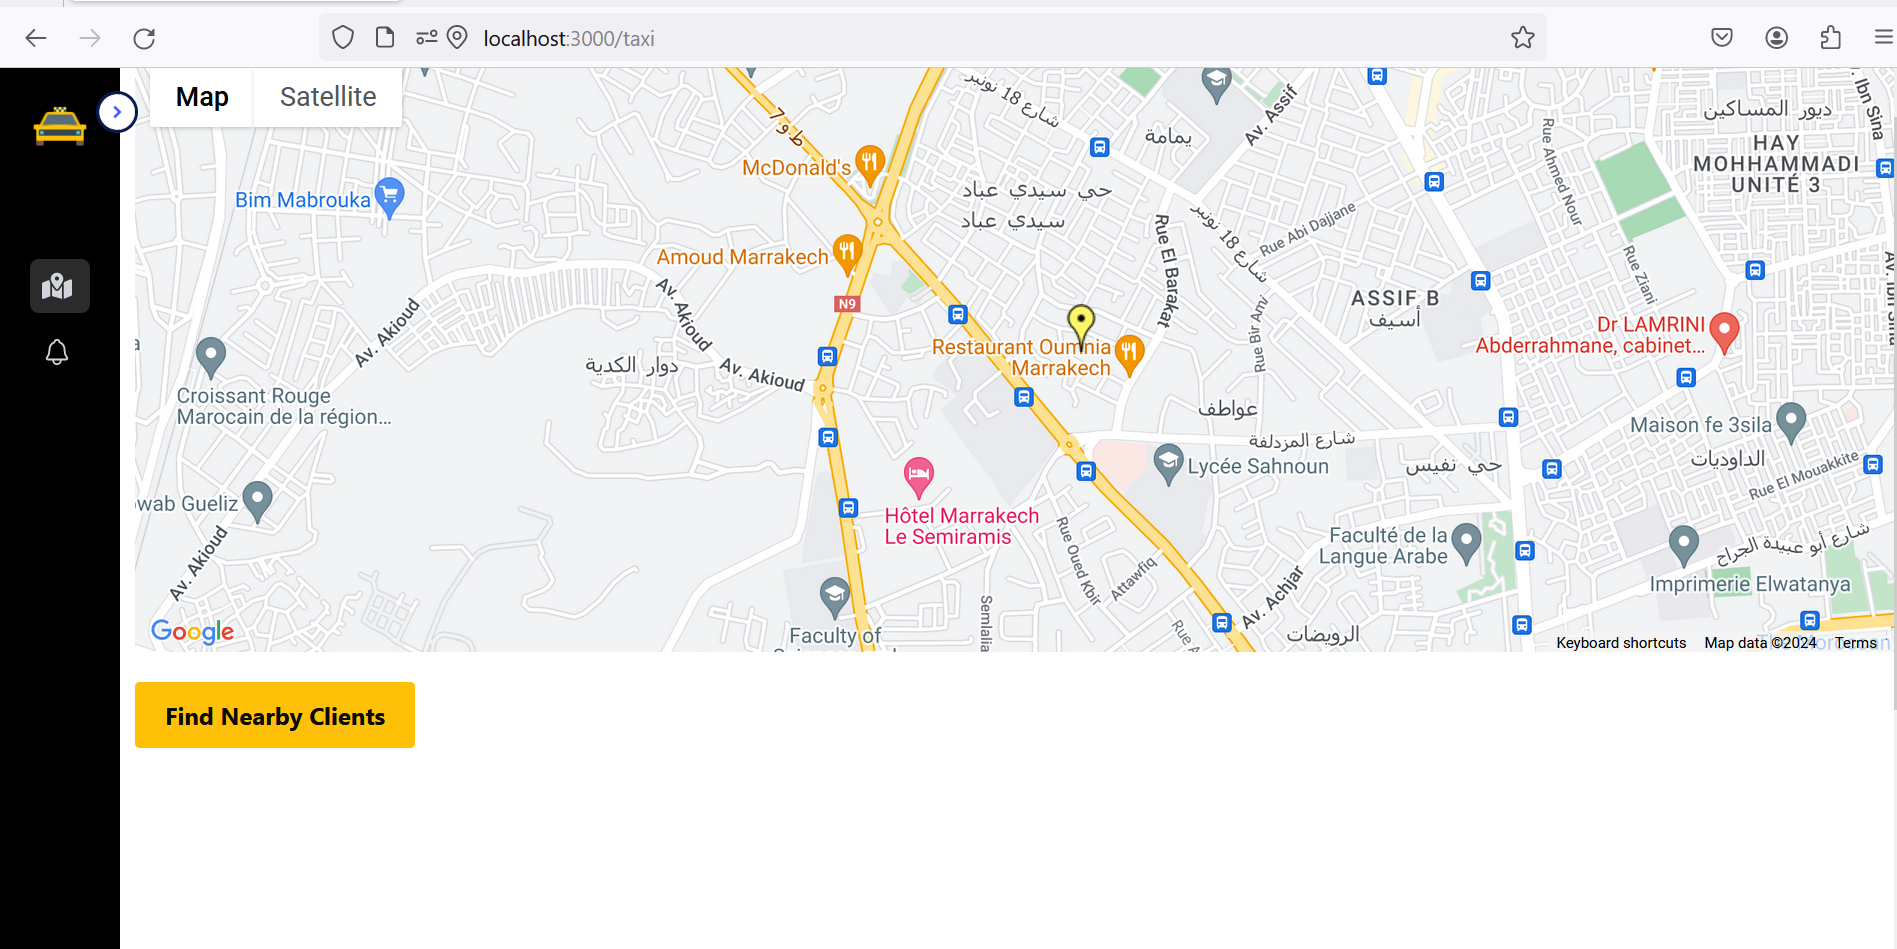 localhost:3000/taxi
Map
Satellite
شارع 18 نونبر
Av. Assif
ديور المساكين
HAY
MOHHAMMADI
UNITÉ 3
Ibn Sina
ط و 7
McDonald's
يمامة
Rue Ahmed Nour
Bim Mabrouka
حي سيدي عباد
سيدي عباد
شارع 18 نونبر
Rue Abi Dajjane
Rue El Barakat
Amoud Marrakech
Av. Akioud
Av. Akioud
N9
Rue Ziani
ASSIF B
أسيف
Rue Bir Ami
Dr LAMRINI
Abderrahmane, cabinet...
Restaurant Oumnia
Marrakech
دوار الكدية
Av. Akioud
Croissant Rouge
Marocain de la région...
عواطف
شارع المزدلفة
Maison fe 3sila
الداوديات
Lycée Sahnoun
حي نفيس
Rue El Mouakkite
wab Gueliz
Hôtel Marrakech
Le Semiramis
Rue Oued Kbir
Attawfiq
Faculté de la
Langue Arabe
شارع أبو عبيدة الجراح
Imprimerie Elwatanya
Av. Akioud
Av. Achjar
Semlalia
Faculty of
الرويضات
Google
Keyboard shortcuts
Map data ©2024
Terms
Find Nearby Clients